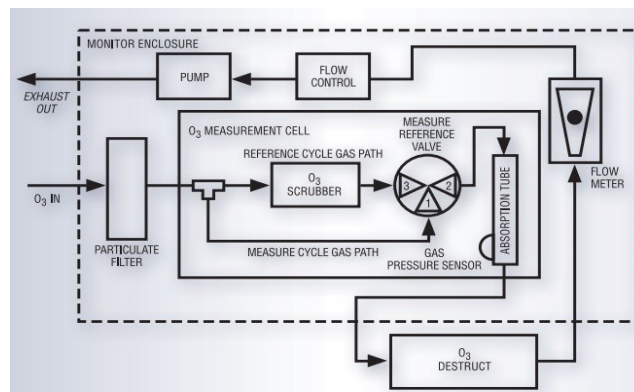 MONITOR ENCLOSURE
PUMP
FLOW
CONTROL
EXHAUST
OUT
O₃ MEASUREMENT CELL
MEASURE
REFERENCE
VALVE
REFERENCE CYCLE GAS PATH
O₃
SCRUBBER
3
2
1
ABSORPTION TUBE
FLOW
METER
O₃ IN
PARTICULATE
FILTER
MEASURE CYCLE GAS PATH
GAS
PRESSURE SENSOR
O₃
DESTRUCT